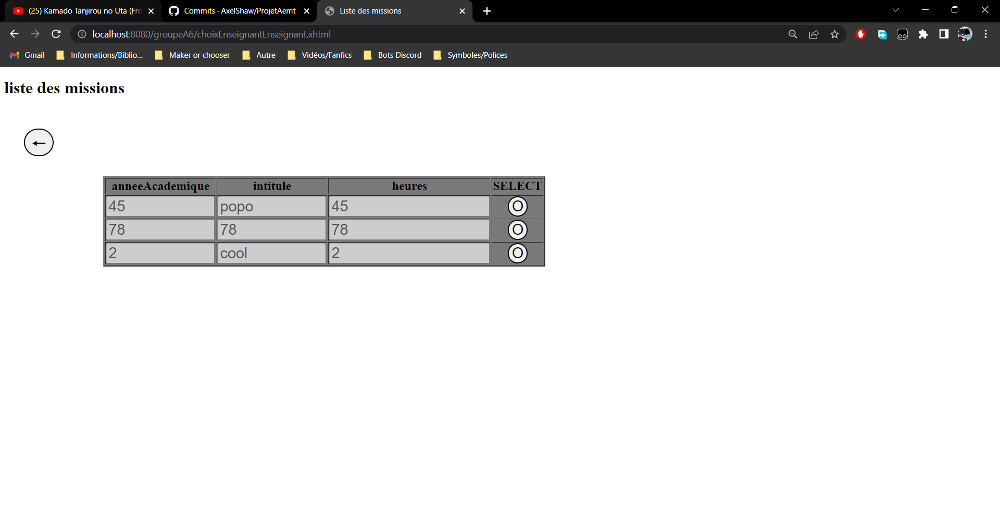 (25) Kamado Tanjirou no Uta (Fro
Commits · AxelShaw/ProjetAemt
Liste des missions
localhost:8080/groupeA6/choixEnseignantEnseignant.xhtml
Gmail
Informations/Biblio...
Maker or chooser
Autre
Vidéos/Fanfics
Bots Discord
Symboles/Polices
liste des missions
←
anneeAcademique intitule heures SELECT
45 popo 45 O
78 78 78 O
2 cool 2 O